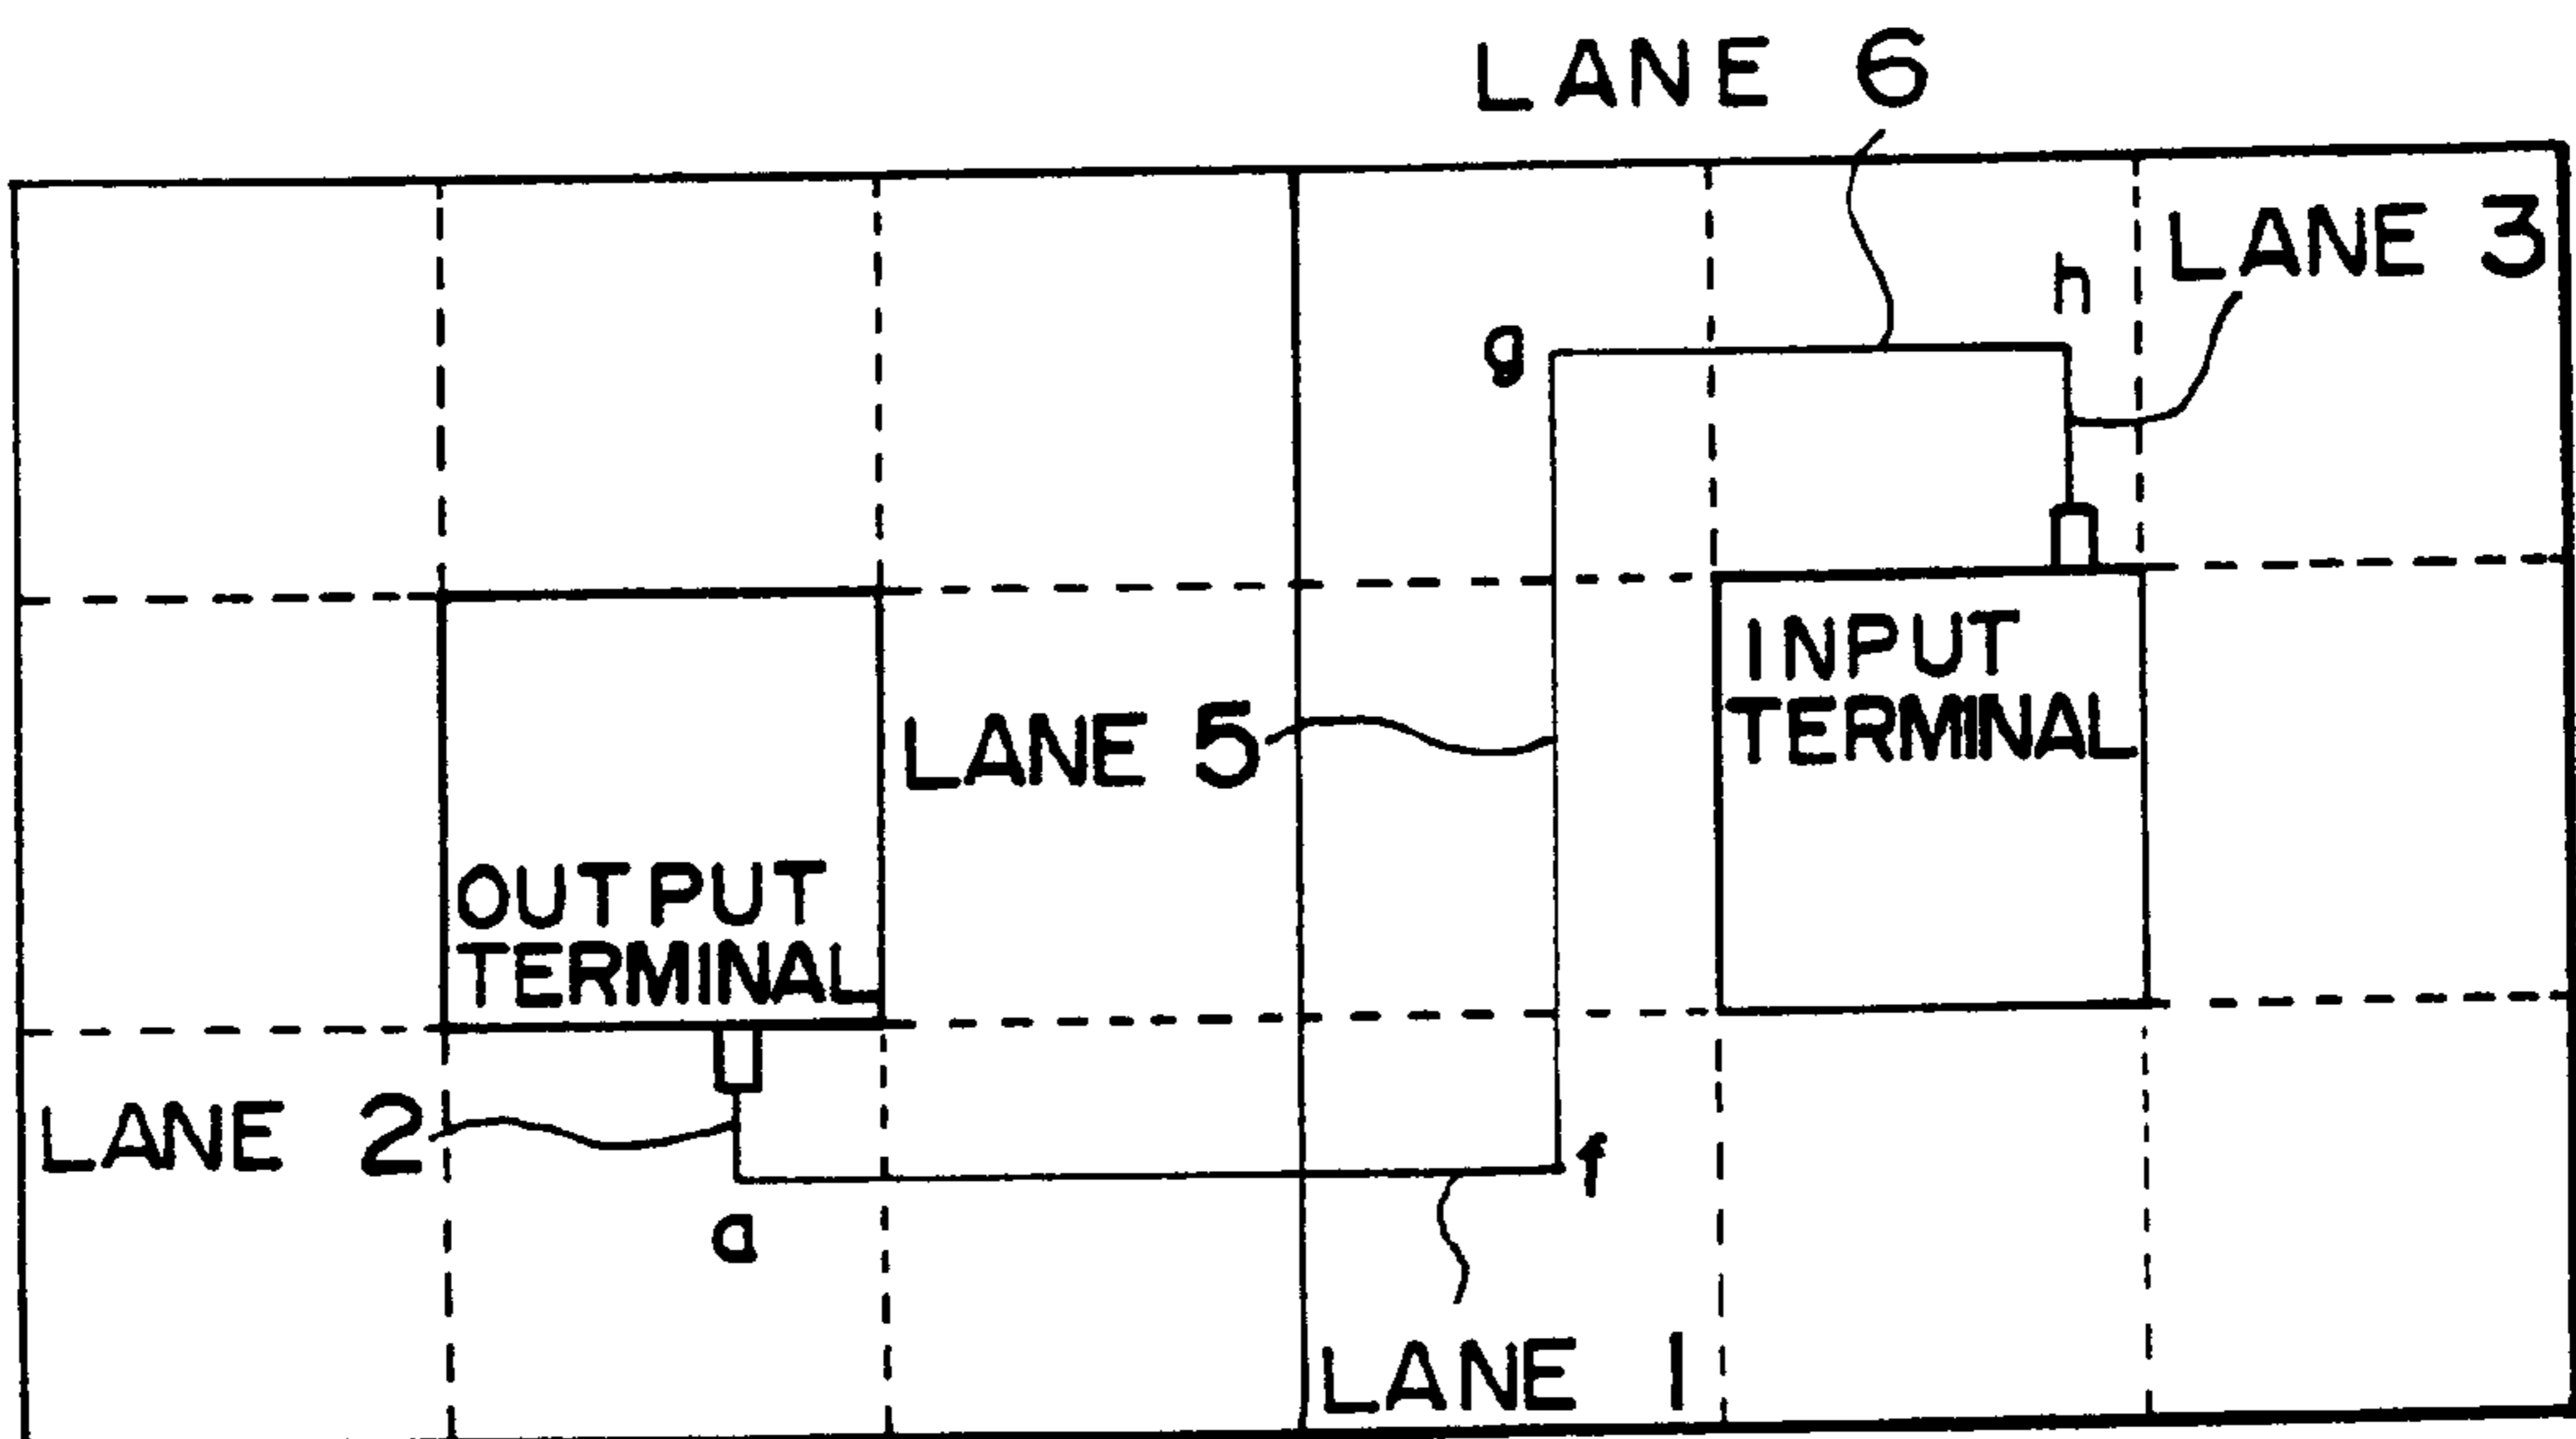 LANE 6
LANE 3
h
g
INPUT
TERMINAL
LANE 5
OUTPUT
TERMINAL
LANE 2
f
a
LANE 1